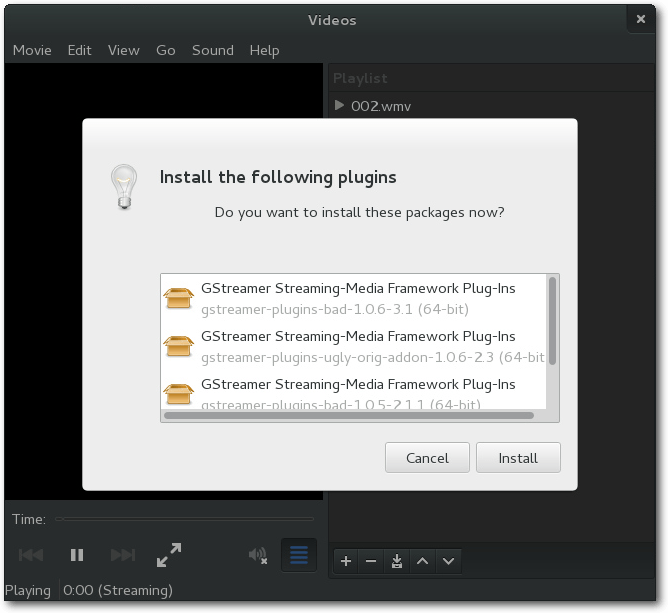 Videos
Movie Edit View Go Sound Help
Playlist
002.wmv
Install the following plugins
Do you want to install these packages now?
GStreamer Streaming-Media Framework Plug-Ins
gstreamer-plugins-bad-1.0.6-3.1 (64-bit)
GStreamer Streaming-Media Framework Plug-Ins
gstreamer-plugins-ugly-orig-addon-1.0.6-2.3 (64-bit
GStreamer Streaming-Media Framework Plug-Ins
gstreamer-plugins-bad-1.0.5-2.1.1 (64-bit)
Cancel Install
Time:
Playing 0:00 (Streaming)